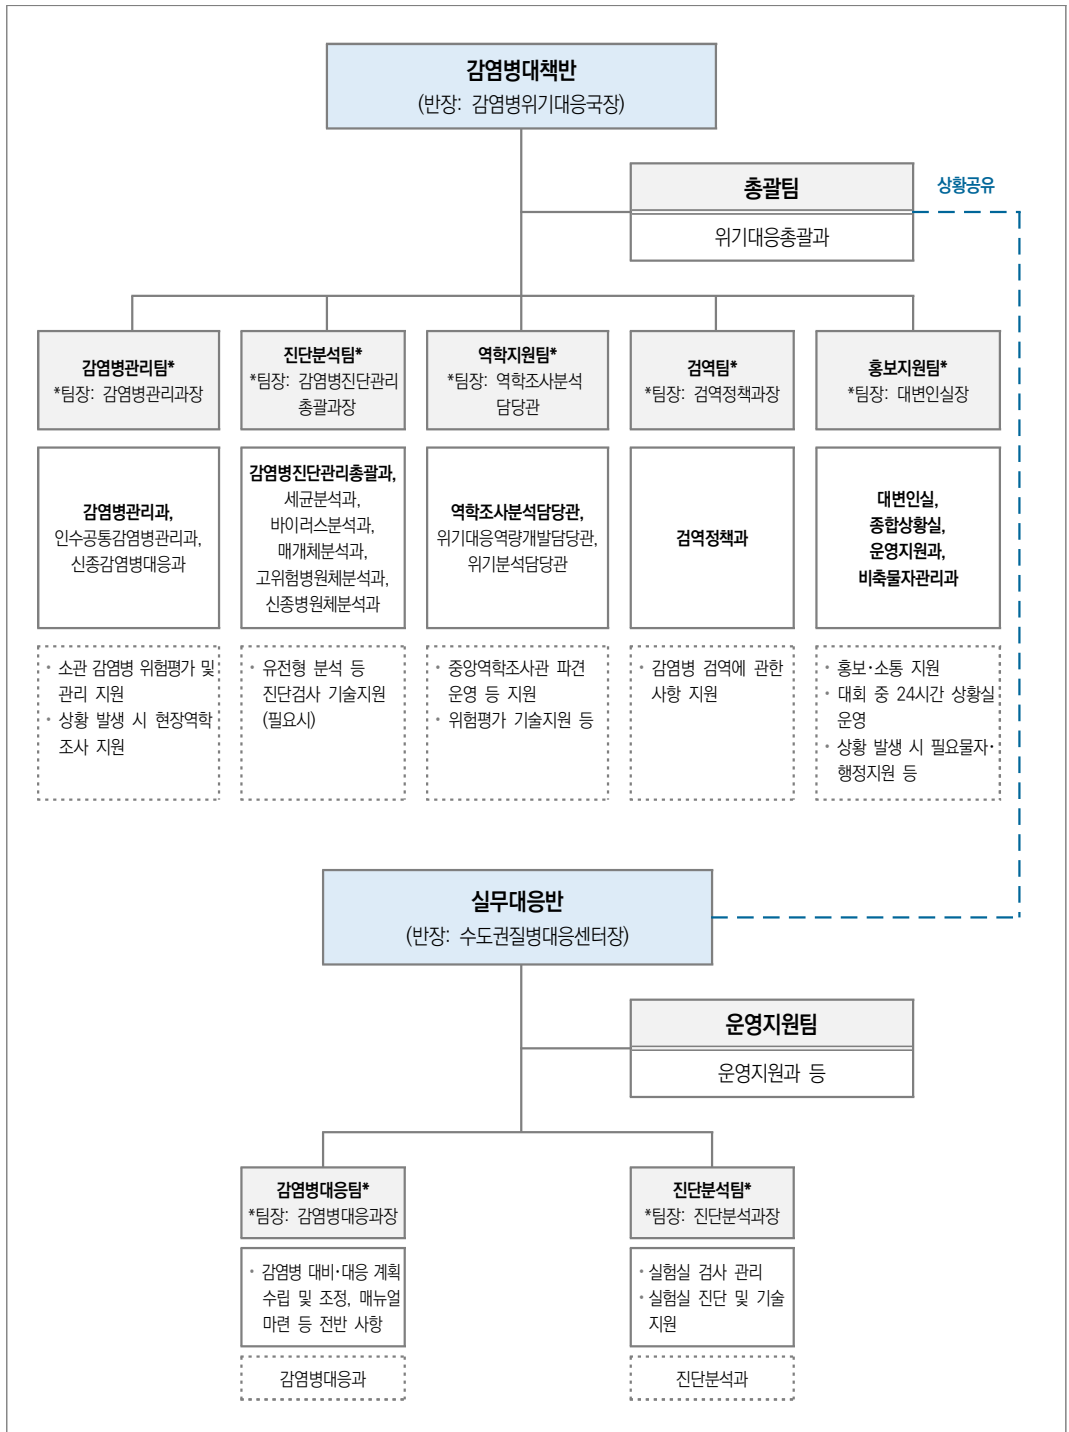 감염병대책반
(반장: 감염병위기대응국장)
총괄팀
위기대응총괄과
상황공유
감염병관리팀*
*팀장: 감염병관리과장
진단분석팀*
*팀장: 감염병진단관리
총괄과장
역학지원팀*
*팀장: 역학조사분석
담당관
검역팀*
*팀장: 검역정책과장
홍보지원팀*
*팀장: 대변인실장
감염병관리과,
인수공통감염병관리과,
신종감염병대응과
감염병진단관리총괄과,
세균분석과,
바이러스분석과,
매개체분석과,
고위험병원체분석과,
신종병원체분석과
역학조사분석담당관,
위기대응역량개발담당관,
위기분석담당관
검역정책과
대변인실,
종합상황실,
운영지원과,
비축물자관리과
• 소관 감염병 위험평가 및
관리 지원
• 상황 발생 시 현장역학
조사 지원
• 유전형 분석 등
진단검사 기술지원
(필요시)
• 중앙역학조사관 파견
운영 등 지원
• 위험평가 기술지원 등
• 감염병 검역에 관한
사항 지원
• 홍보·소통 지원
• 대회 중 24시간 상황실
운영
• 상황 발생 시 필요물자·
행정지원 등
실무대응반
(반장: 수도권질병대응센터장)
운영지원팀
운영지원과 등
감염병대응팀*
*팀장: 감염병대응과장
• 감염병 대비·대응 계획
수립 및 조정, 매뉴얼
마련 등 전반 사항
감염병대응과
진단분석팀*
*팀장: 진단분석과장
• 실험실 검사 관리
• 실험실 진단 및 기술
지원
진단분석과